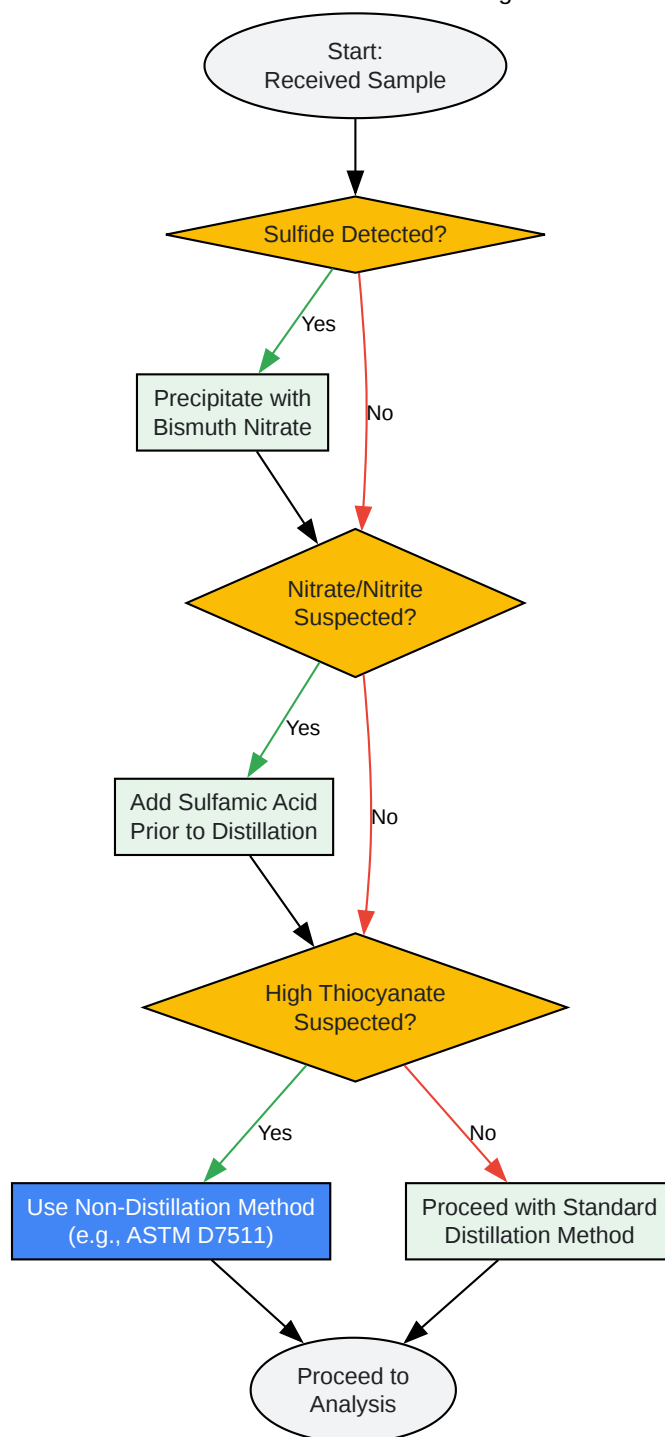 Start:
Received Sample
Sulfide Detected?
Yes
Precipitate with
Bismuth Nitrate
No
Nitrate/Nitrite
Suspected?
Yes
Add Sulfamic Acid
Prior to Distillation
No
High Thiocyanate
Suspected?
Yes
No
Use Non-Distillation Method
(e.g., ASTM D7511)
Proceed with Standard
Distillation Method
Proceed to
Analysis